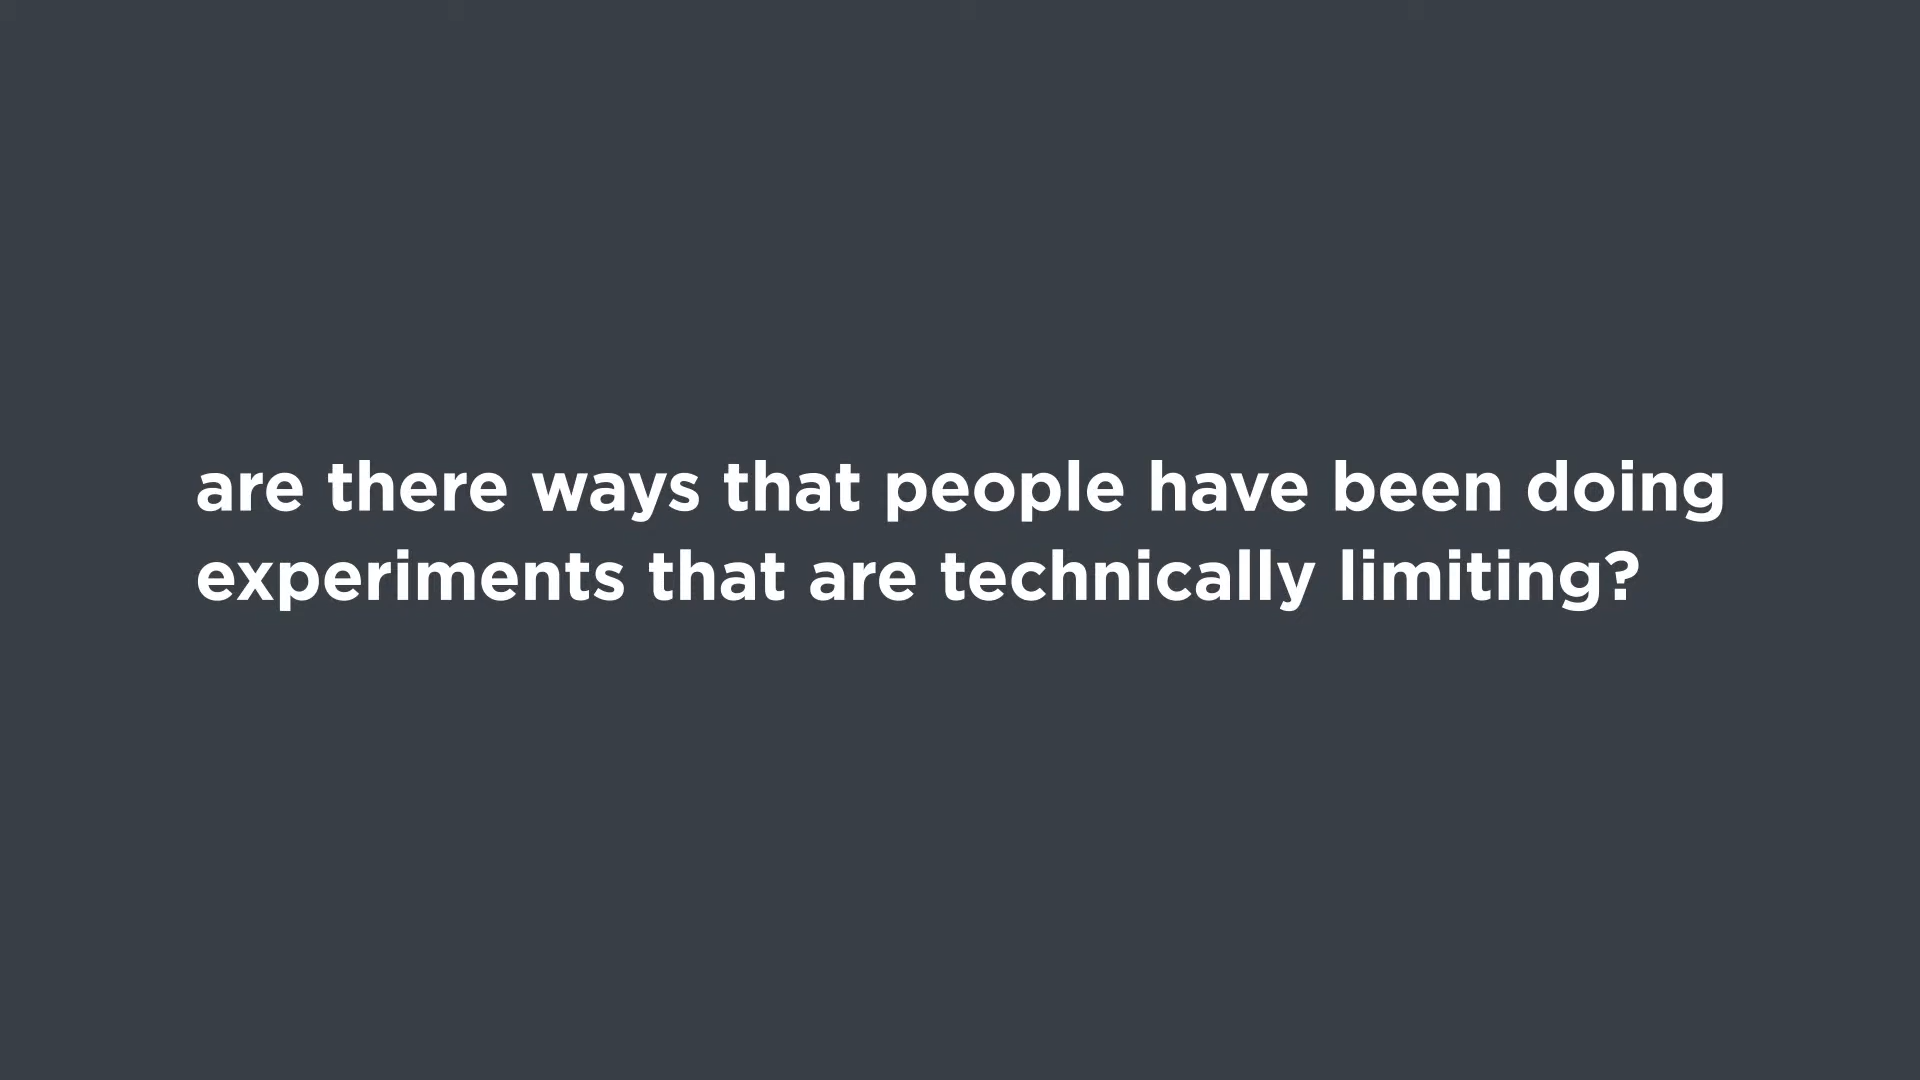 are there ways that people have been doing
experiments that are technically limiting?